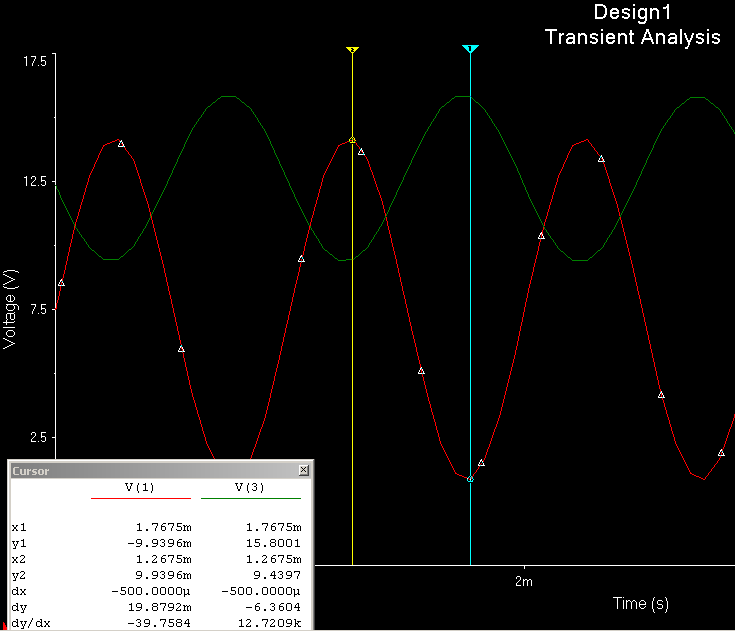 Design1
Transient Analysis
17.5
12.5
7.5
2.5
Voltage (V)
2
1
2m
Time (s)
Cursor
V(1) V(3)
x1 1.7675m 1.7675m
y1 -9.9396m 15.8001
x2 1.2675m 1.2675m
y2 9.9396m 9.4397
dx -500.0000µ -500.0000µ
dy 19.8792m -6.3604
dy/dx -39.7584 12.7209k